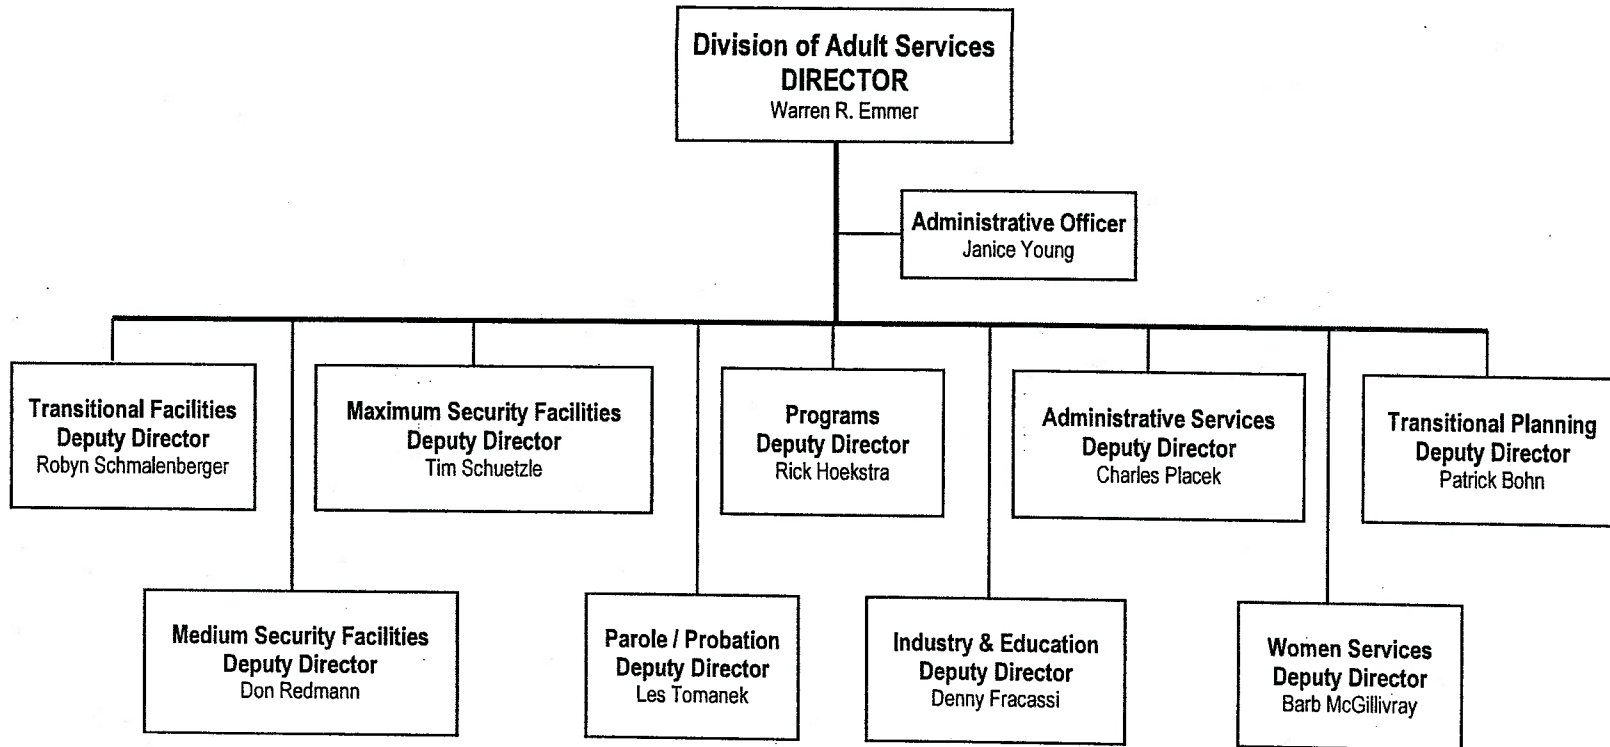 Division of Adult Services
DIRECTOR
Warren R. Emmer
Administrative Officer
Janice Young
Transitional Facilities
Deputy Director
Robyn Schmalenberger
Maximum Security Facilities
Deputy Director
Tim Schuetzle
Programs
Deputy Director
Rick Hoekstra
Administrative Services
Deputy Director
Charles Placek
Transitional Planning
Deputy Director
Patrick Bohn
Medium Security Facilities
Deputy Director
Don Redmann
Parole / Probation
Deputy Director
Les Tomanek
Industry & Education
Deputy Director
Denny Fracassi
Women Services
Deputy Director
Barb McGillivray